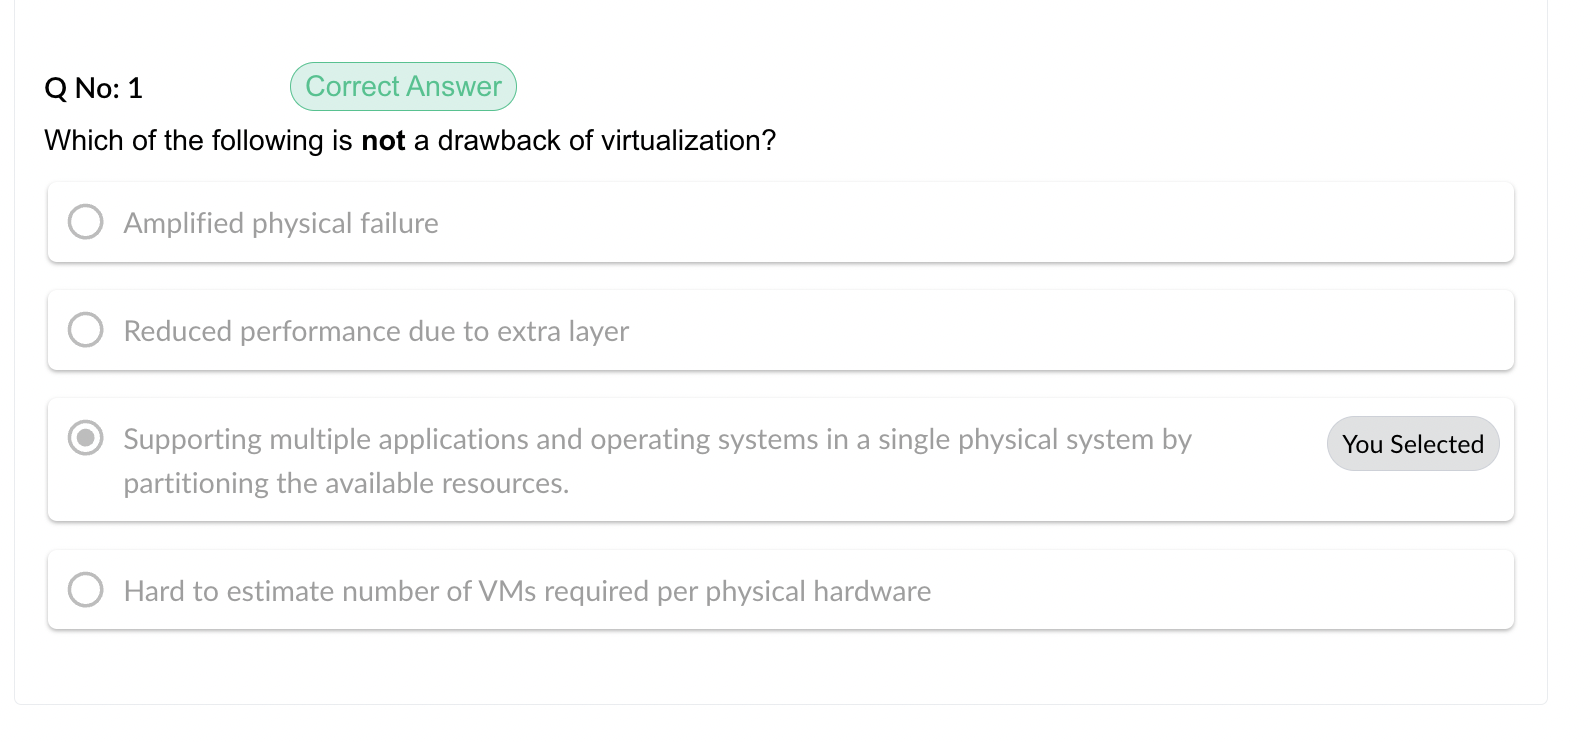 Q No: 1
Correct Answer
Which of the following is not a drawback of virtualization?
Amplified physical failure
Reduced performance due to extra layer
Supporting multiple applications and operating systems in a single physical system by
partitioning the available resources.
You Selected
Hard to estimate number of VMs required per physical hardware